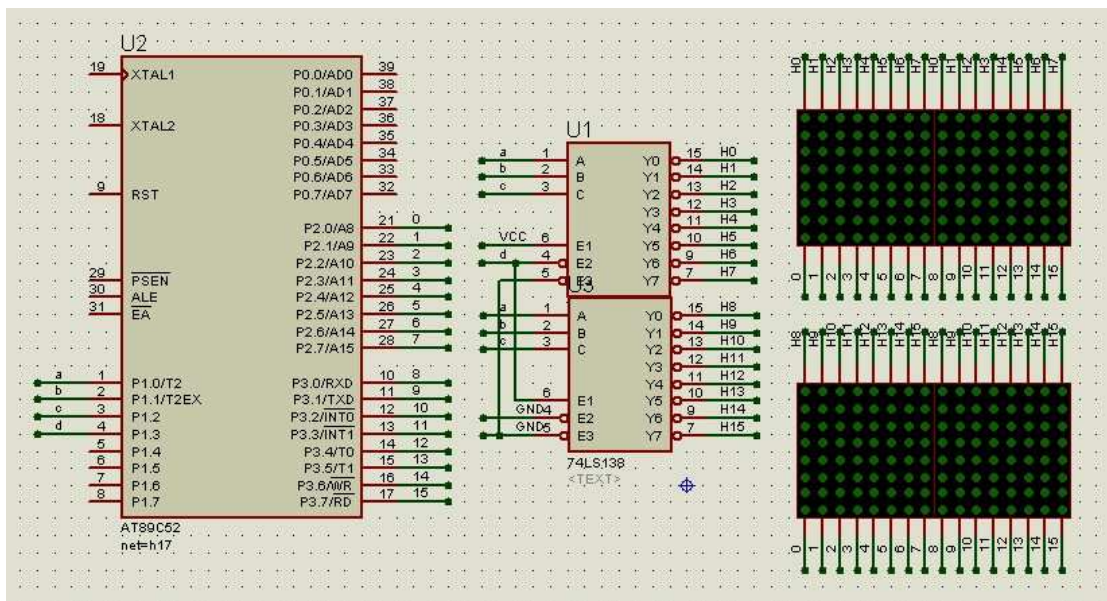 U2
19 XTAL1 P0.0/AD0 39
P0.1/AD1 38
P0.2/AD2 37
18 XTAL2 P0.3/AD3 36
P0.4/AD4 35
P0.5/AD5 34
P0.6/AD6 33
9 RST P0.7/AD7 32
P2.0/A8 21 0
P2.1/A9 22 1
P2.2/A10 23 2
29 PSEN P2.3/A11 24 3
30 ALE P2.4/A12 25 4
31 EA P2.5/A13 26 5
P2.6/A14 27 6
P2.7/A15 28 7
a 1 P1.0/T2 P3.0/RXD 10 8
b 2 P1.1/T2EX P3.1/TXD 11 9
c 3 P1.2 P3.2/INT0 12 10
d 4 P1.3 P3.3/INT1 13 11
5 P1.4 P3.4/T0 14 12
6 P1.5 P3.5/T1 15 13
7 P1.6 P3.6/WR 16 14
8 P1.7 P3.7/RD 17 15
AT89C52
net=h17
U1
a 1 A Y0 15 H0
b 2 B Y1 14 H1
c 3 C Y2 13 H2
Y3 12 H3
Y4 11 H4
VCC 6 E1 Y5 10 H5
d 4 E2 Y6 9 H6
5 E3 Y7 7 H7
U3
a 1 A Y0 15 H8
b 2 B Y1 14 H9
c 3 C Y2 13 H10
Y3 12 H11
Y4 11 H12
6 E1 Y5 10 H13
GND 4 E2 Y6 9 H14
GND 5 E3 Y7 7 H15
74LS138
<TEXT>
H0 H1 H2 H3 H4 H5 H6 H7 H0 H1 H2 H3 H4 H5 H6 H7
0 1 2 3 4 5 6 7 8 9 10 11 12 13 14 15
H8 H9 H10 H11 H12 H13 H14 H15 H8 H9 H10 H11 H12 H13 H14 H15
0 1 2 3 4 5 6 7 8 9 10 11 12 13 14 15